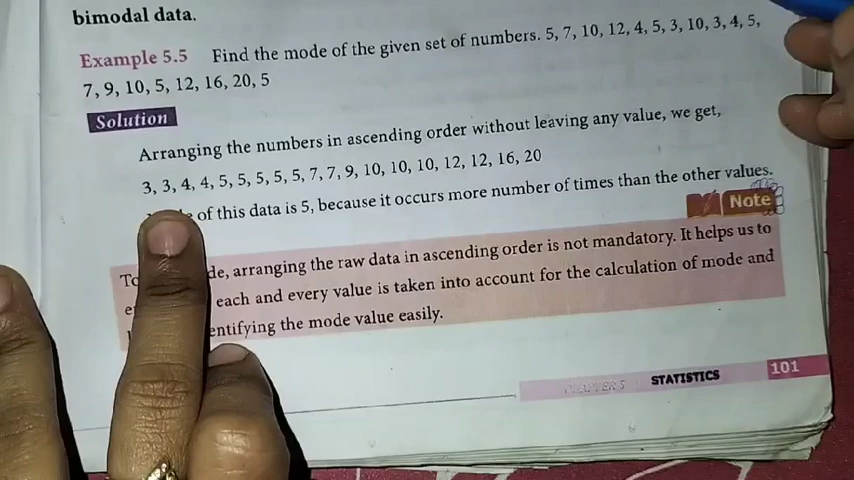 bimodal data.
Example 5.5 Find the mode of the given set of numbers. 5, 7, 10, 12, 4, 5, 3, 10, 3, 4, 5,
7, 9, 10, 5, 12, 16, 20, 5
Solution
Arranging the numbers in ascending order without leaving any value, we get,
3, 3, 4, 4, 5, 5, 5, 5, 5, 7, 7, 9, 10, 10, 10, 12, 12, 16, 20
of this data is 5, because it occurs more number of times than the other values.
Note
arranging the raw data in ascending order is not mandatory. It helps us to
each and every value is taken into account for the calculation of mode and
the mode value easily.
CHAPTER 5 STATISTICS 101